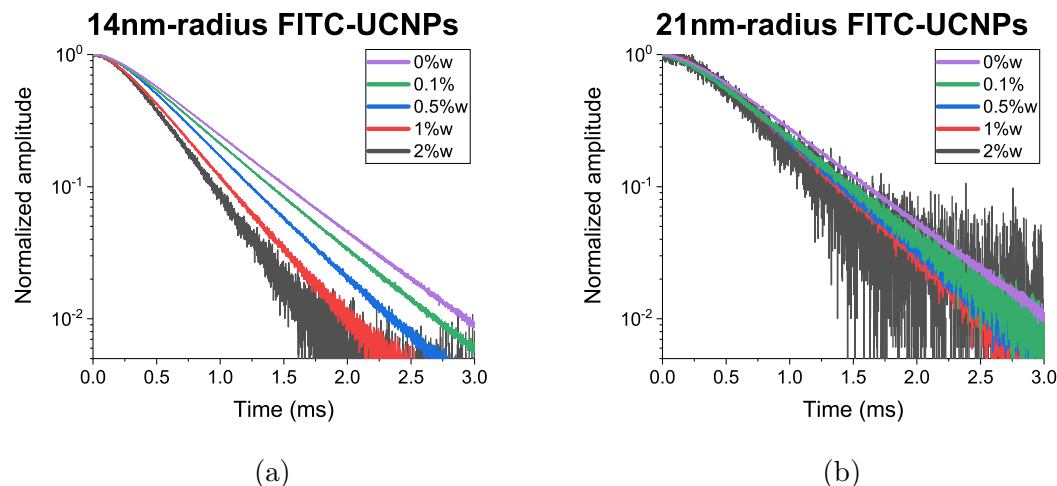 14nm-radius FITC-UCNPs
10^0
10^-1
10^-2
Normalized amplitude
0%w
0.1%
0.5%w
1%w
2%w
0.0 0.5 1.0 1.5 2.0 2.5 3.0
Time (ms)
(a)
21nm-radius FITC-UCNPs
10^0
10^-1
10^-2
Normalized amplitude
0%w
0.1%
0.5%w
1%w
2%w
0.0 0.5 1.0 1.5 2.0 2.5 3.0
Time (ms)
(b)